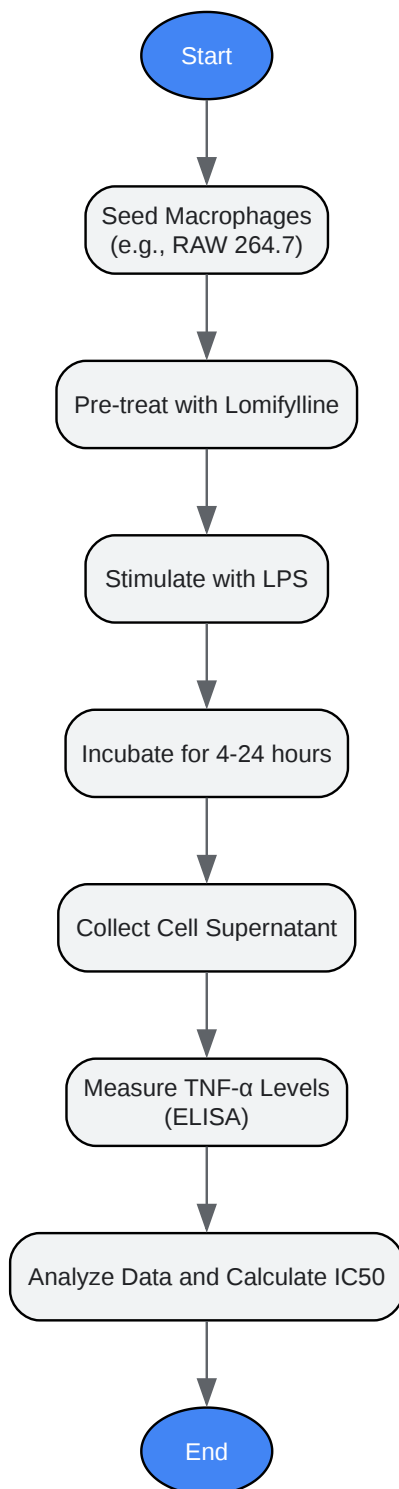 Start
Seed Macrophages
(e.g., RAW 264.7)
Pre-treat with Lomifylline
Stimulate with LPS
Incubate for 4-24 hours
Collect Cell Supernatant
Measure TNF-α Levels
(ELISA)
Analyze Data and Calculate IC50
End